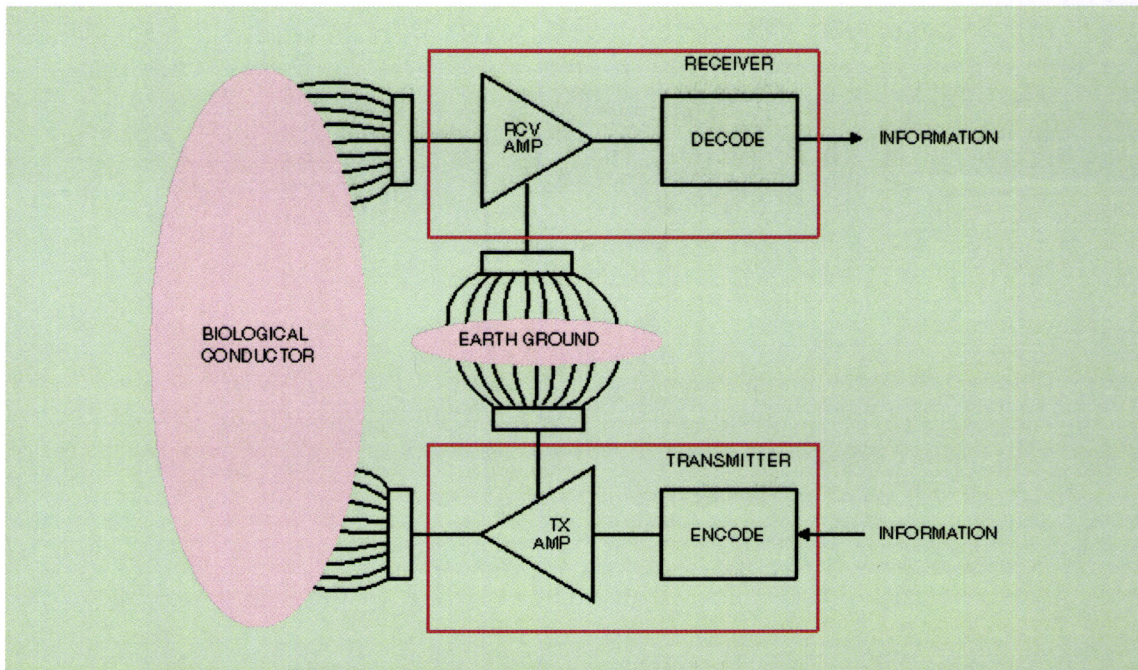 RECEIVER
RCV
AMP
DECODE
INFORMATION
BIOLOGICAL
CONDUCTOR
EARTH GROUND
TRANSMITTER
TX
AMP
ENCODE
INFORMATION